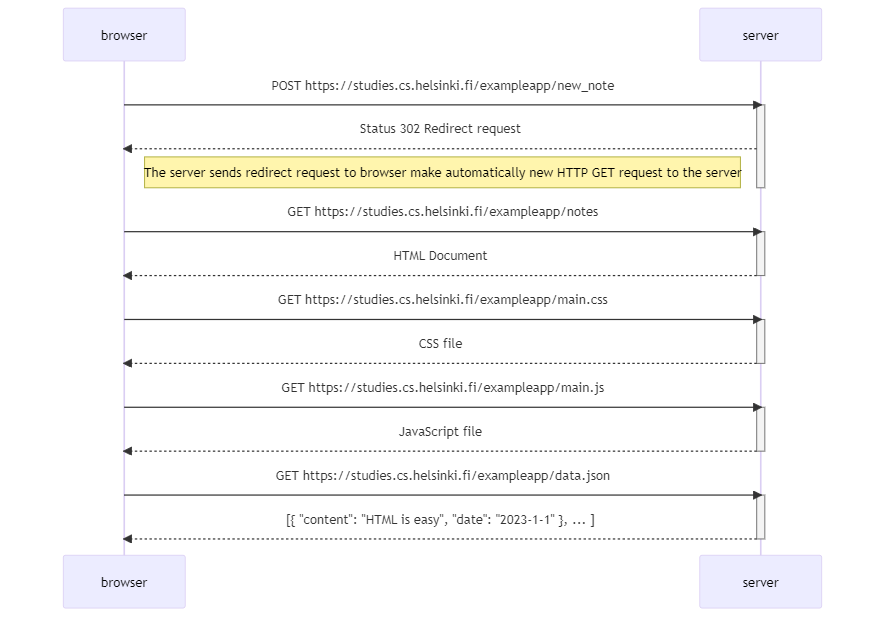 browser
server
POST https://studies.cs.helsinki.fi/exampleapp/new_note
Status 302 Redirect request
The server sends redirect request to browser make automatically new HTTP GET request to the server
GET https://studies.cs.helsinki.fi/exampleapp/notes
HTML Document
GET https://studies.cs.helsinki.fi/exampleapp/main.css
CSS file
GET https://studies.cs.helsinki.fi/exampleapp/main.js
JavaScript file
GET https://studies.cs.helsinki.fi/exampleapp/data.json
[{ "content": "HTML is easy", "date": "2023-1-1" }, ... ]
browser
server